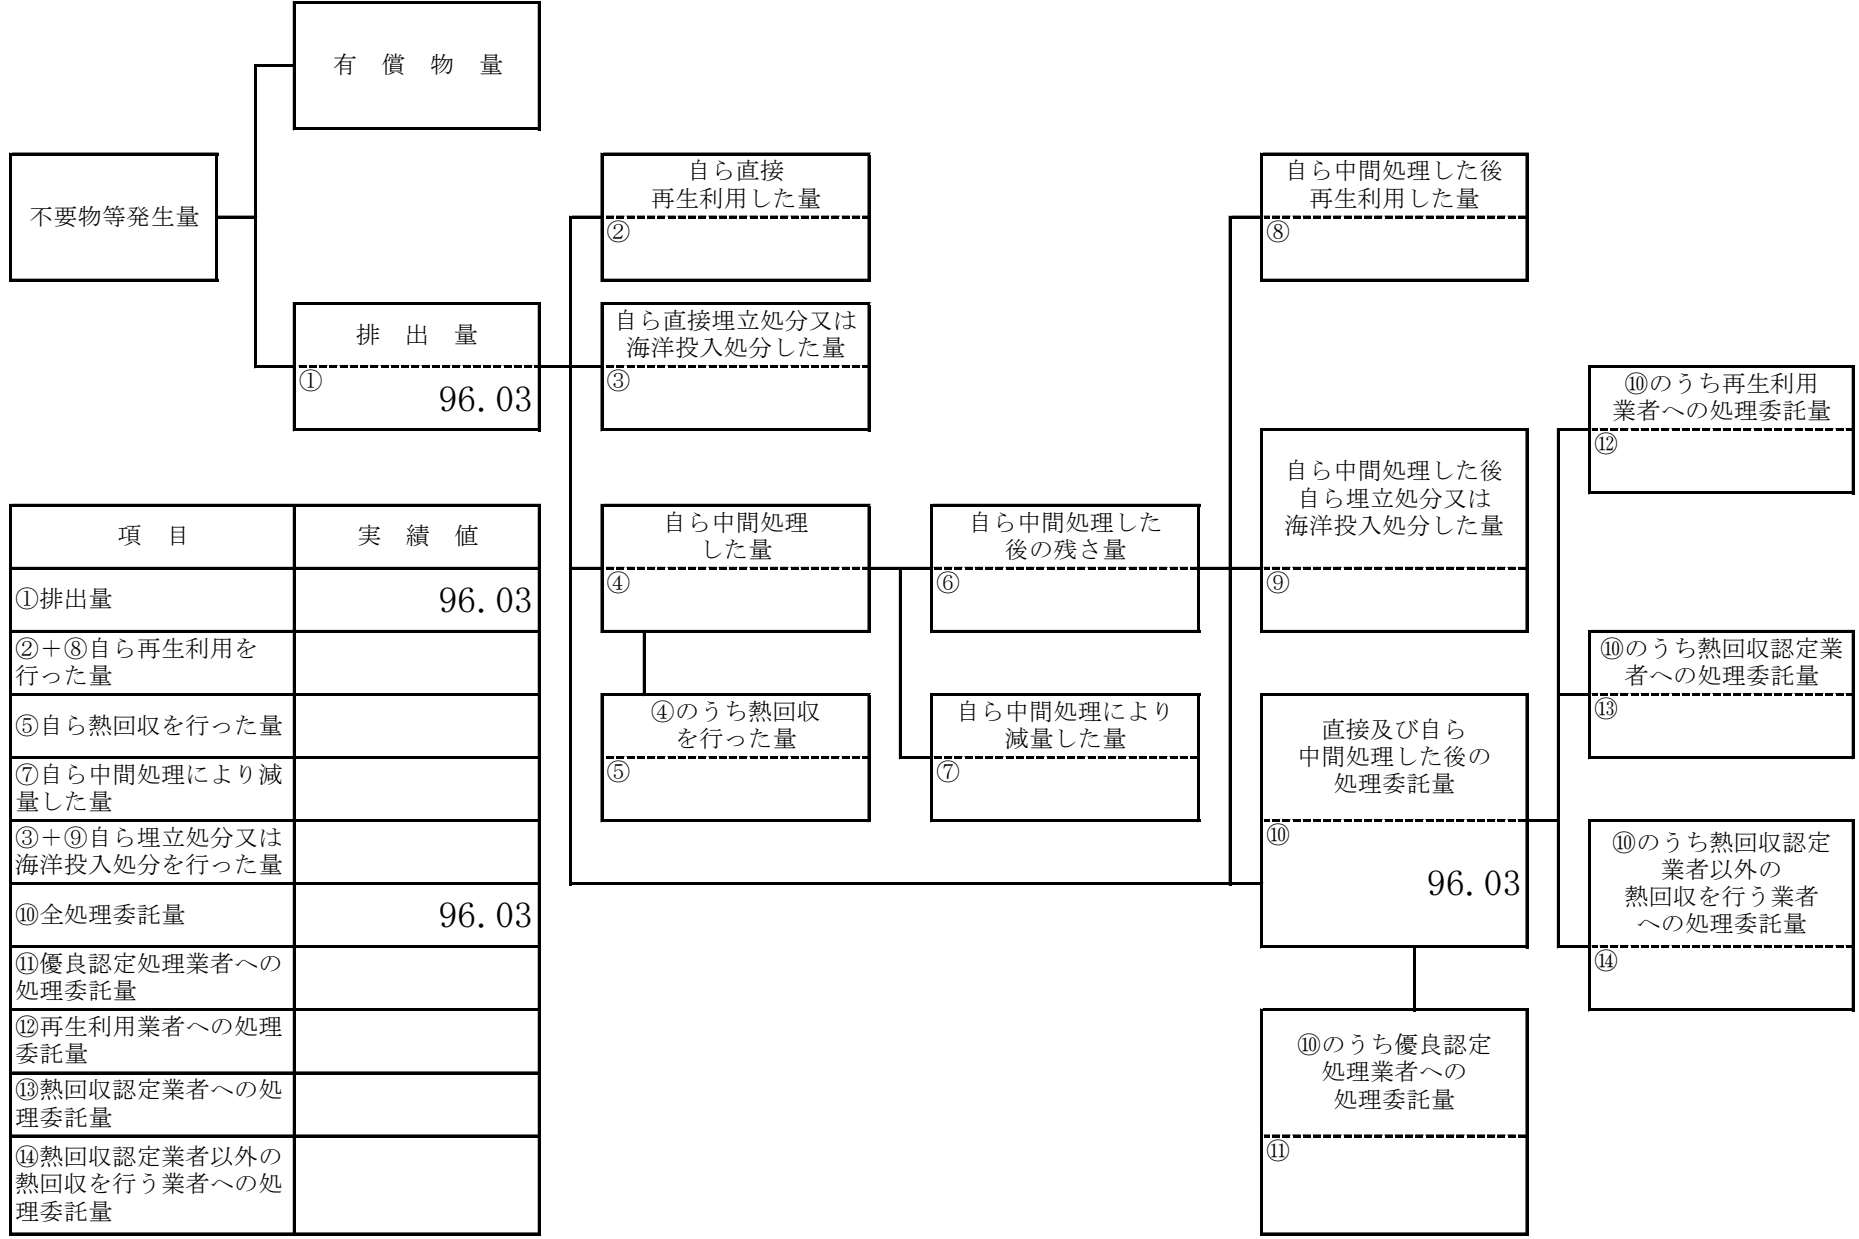 有 償 物 量
不要物等発生量
排 出 量
①
96.03
自ら直接
再生利用した量
②
自ら直接埋立処分又は
海洋投入処分した量
③
自ら中間処理
した量
④
④のうち熱回収
を行った量
⑤
自ら中間処理した
後の残さ量
⑥
自ら中間処理により
減量した量
⑦
自ら中間処理した後
再生利用した量
⑧
自ら中間処理した後
自ら埋立処分又は
海洋投入処分した量
⑨
直接及び自ら
中間処理した後の
処理委託量
⑩
96.03
⑩のうち優良認定
処理業者への
処理委託量
⑪
⑩のうち再生利用
業者への処理委託量
⑫
⑩のうち熱回収認定業
者への処理委託量
⑬
⑩のうち熱回収認定
業者以外の
熱回収を行う業者
への処理委託量
⑭
項 目
実 績 値
①排出量
96.03
②+⑧自ら再生利用を
行った量
⑤自ら熱回収を行った量
⑦自ら中間処理により減
量した量
③+⑨自ら埋立処分又は
海洋投入処分を行った量
⑩全処理委託量
96.03
⑪優良認定処理業者への
処理委託量
⑫再生利用業者への処理
委託量
⑬熱回収認定業者への処
理委託量
⑭熱回収認定業者以外の
熱回収を行う業者への処
理委託量